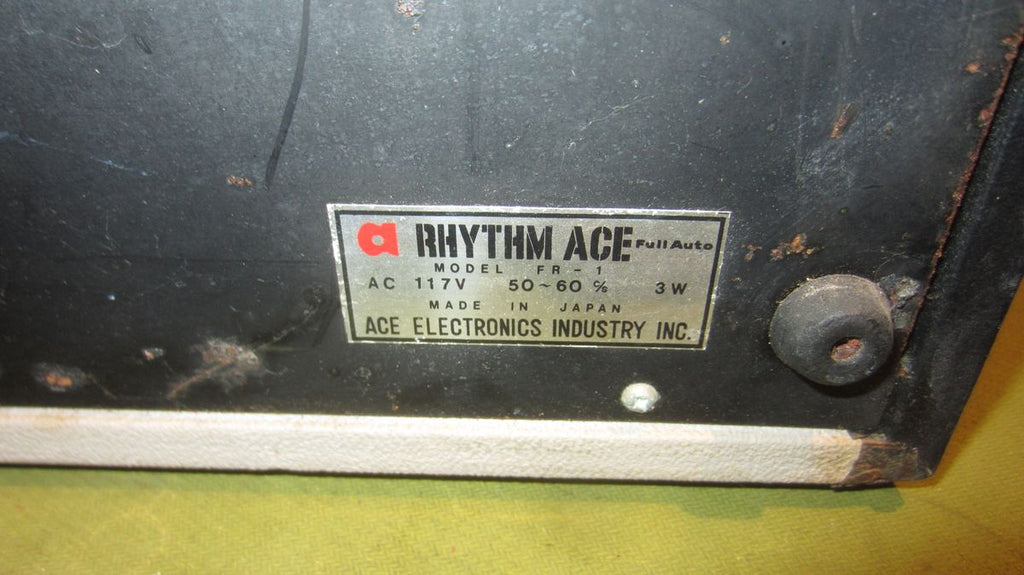 a RHYTHM ACE Full Auto
MODEL FR-1
AC 117V 50~60 c/s 3W
MADE IN JAPAN
ACE ELECTRONICS INDUSTRY INC.